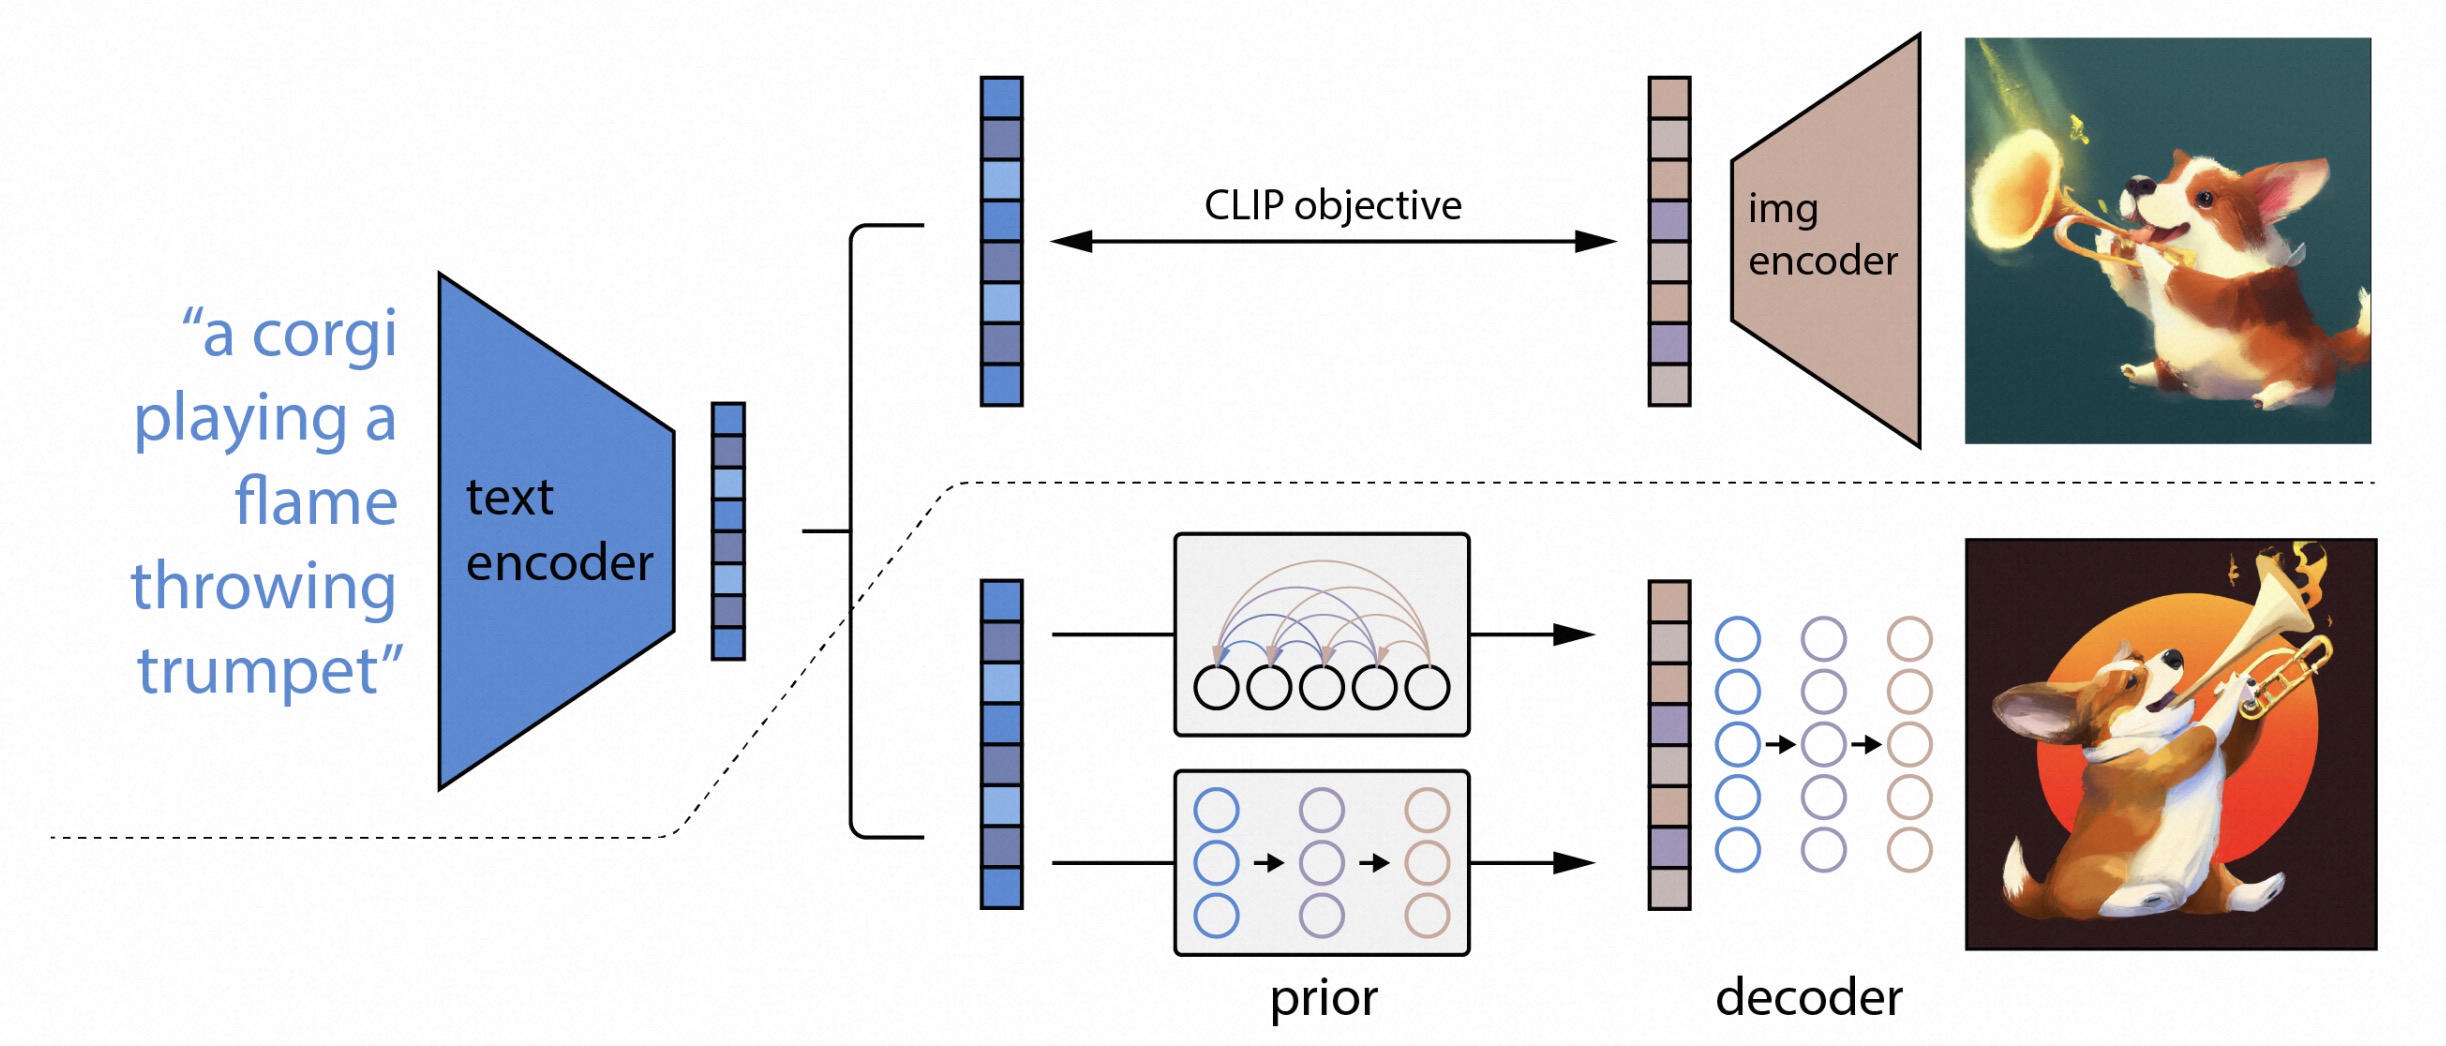 “a corgi
playing a
flame
throwing
trumpet”
text
encoder
CLIP objective
img
encoder
prior
decoder